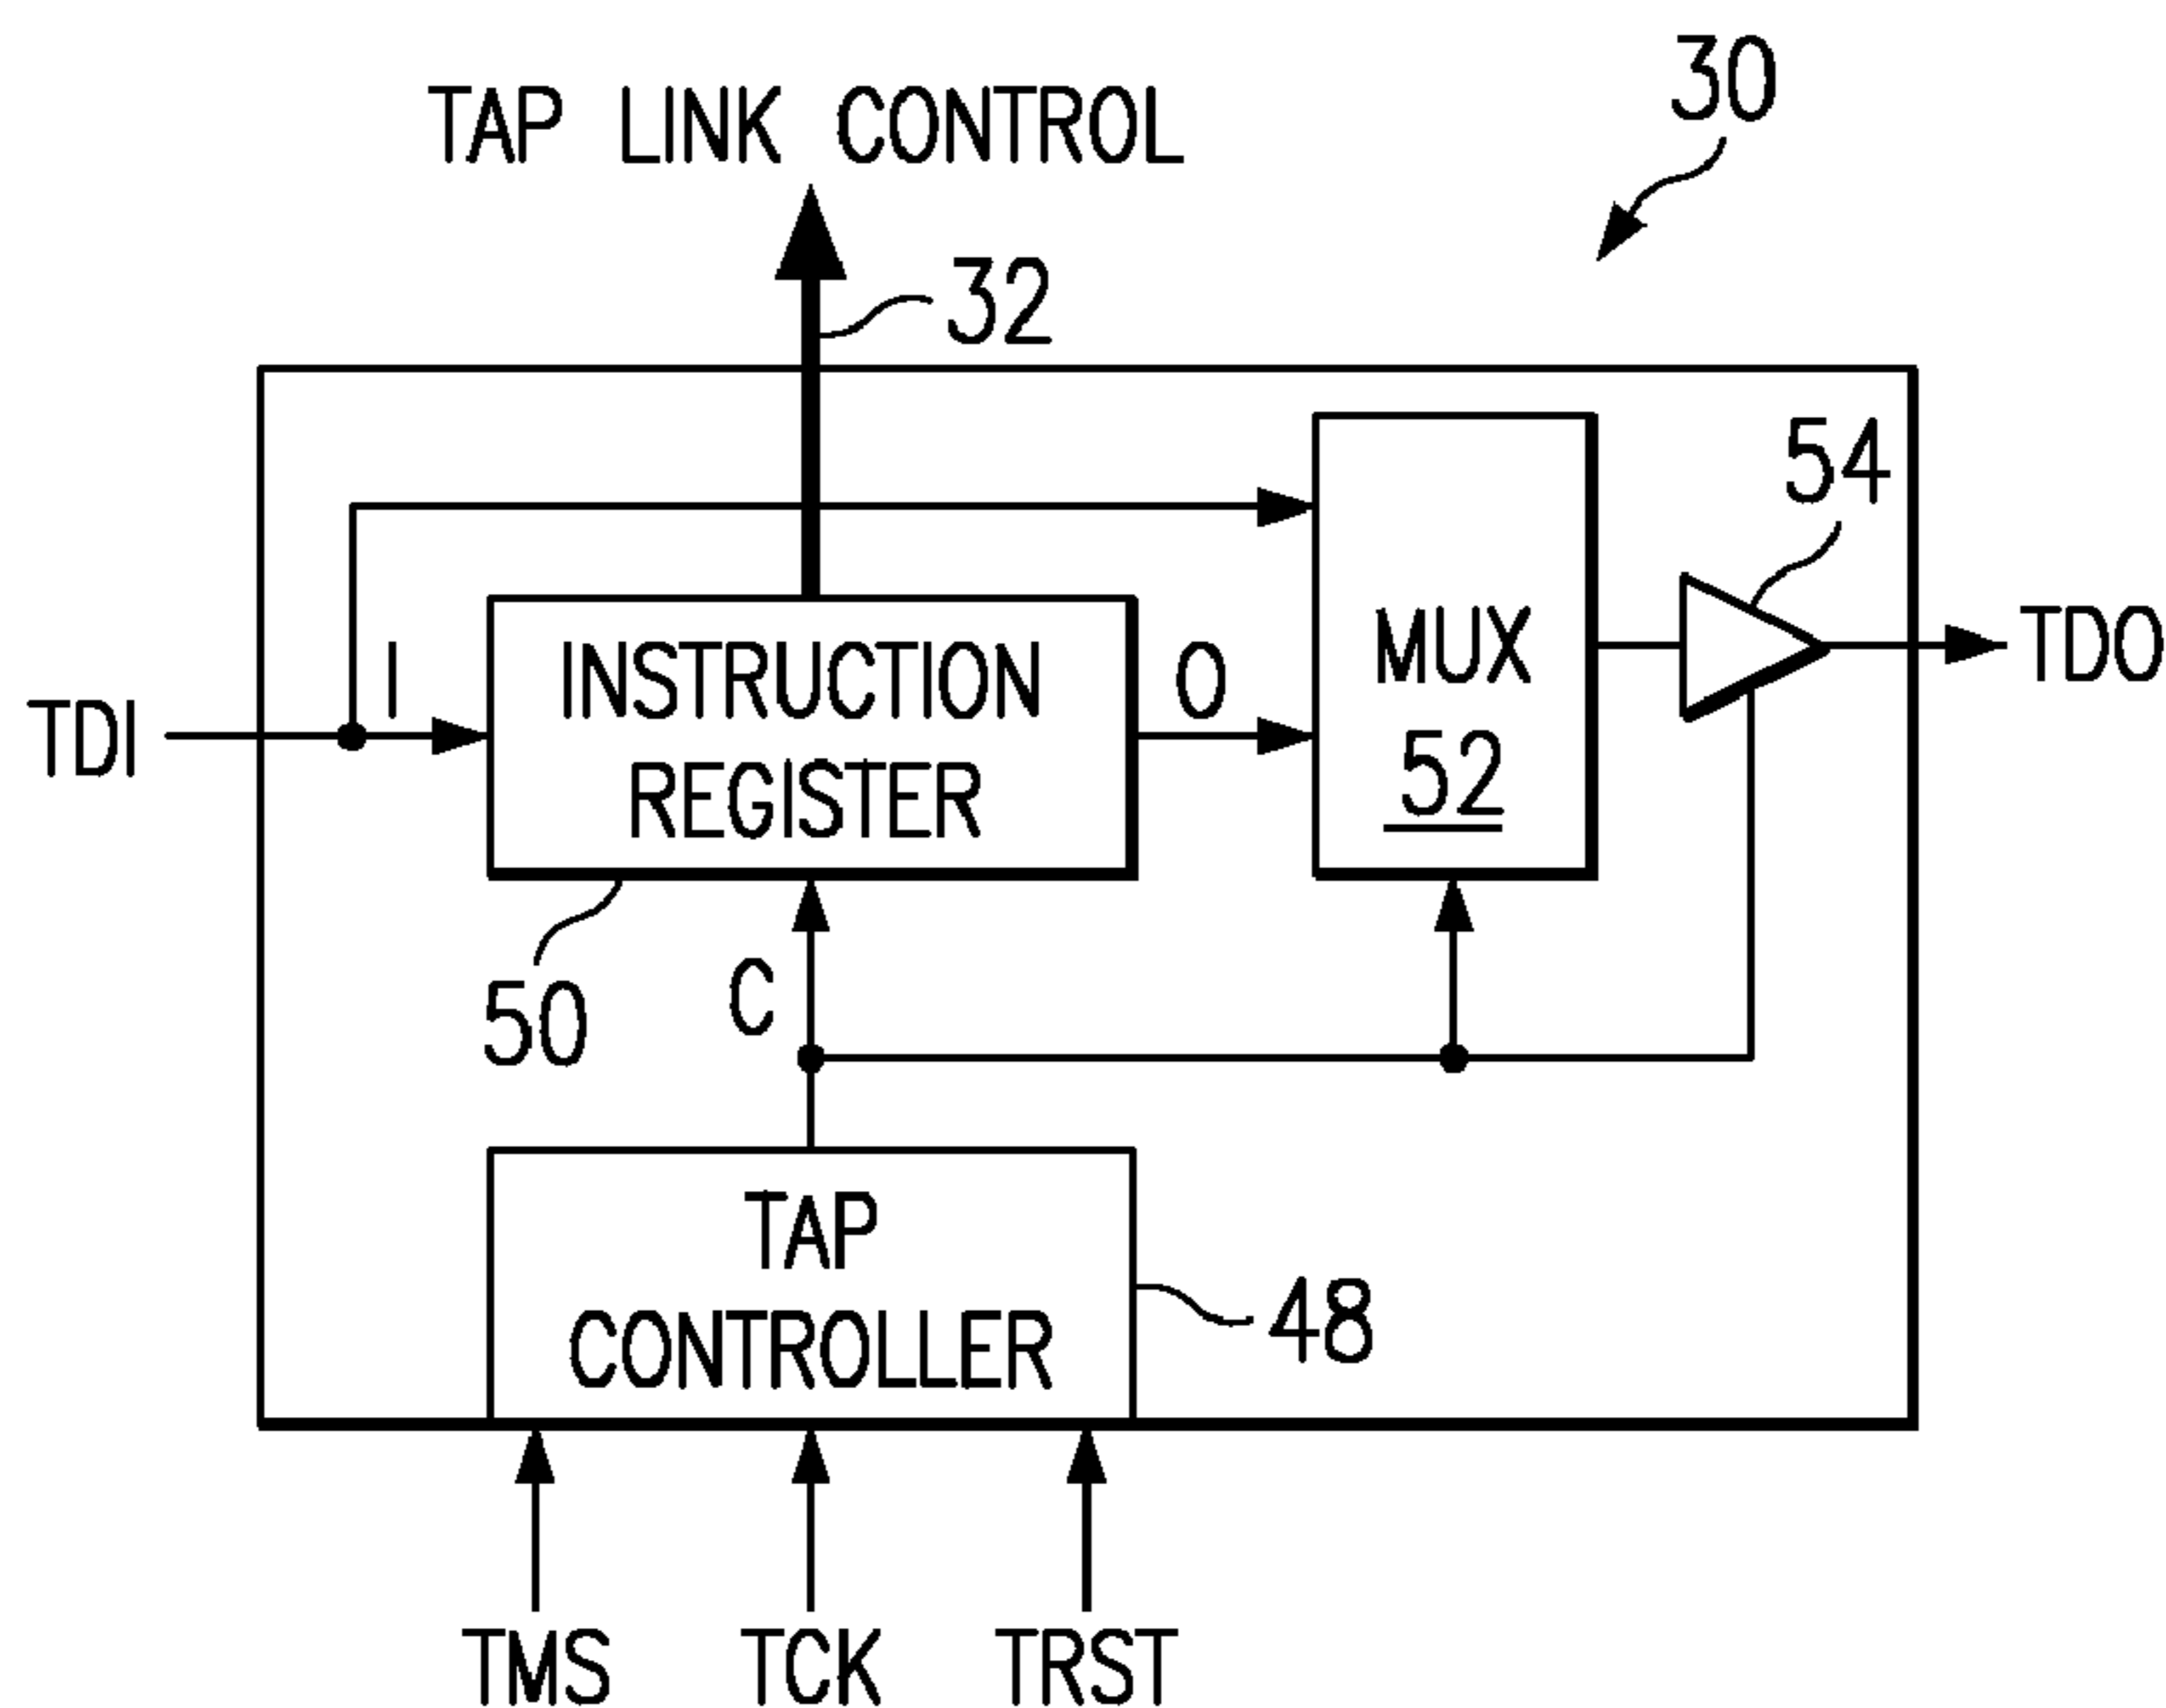 30
TAP LINK CONTROL
32
54
MUX
52
TDO
I
INSTRUCTION
REGISTER
O
TDI
50
C
TAP
CONTROLLER
48
TMS
TCK
TRST